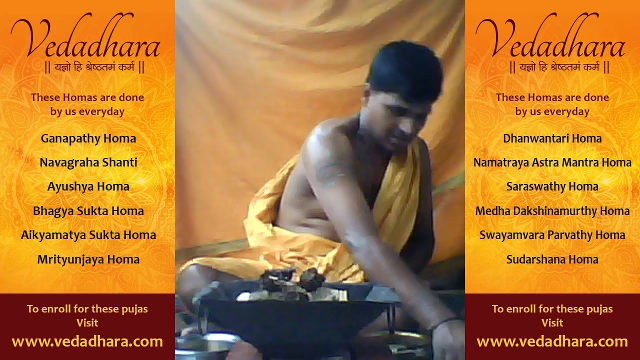 Vedadhara
|| यज्ञो हि श्रेष्ठतमं कर्म ||
These Homas are done
by us everyday
Ganapathy Homa
Navagraha Shanti
Ayushya Homa
Bhagya Sukta Homa
Aikyamatya Sukta Homa
Mrityunjaya Homa
To enroll for these pujas
Visit
www.vedadhara.com
Vedadhara
|| यज्ञो हि श्रेष्ठतमं कर्म ||
These Homas are done
by us everyday
Dhanwantari Homa
Namatraya Astra Mantra Homa
Saraswathy Homa
Medha Dakshinamurthy Homa
Swayamvara Parvathy Homa
Sudarshana Homa
To enroll for these pujas
Visit
www.vedadhara.com